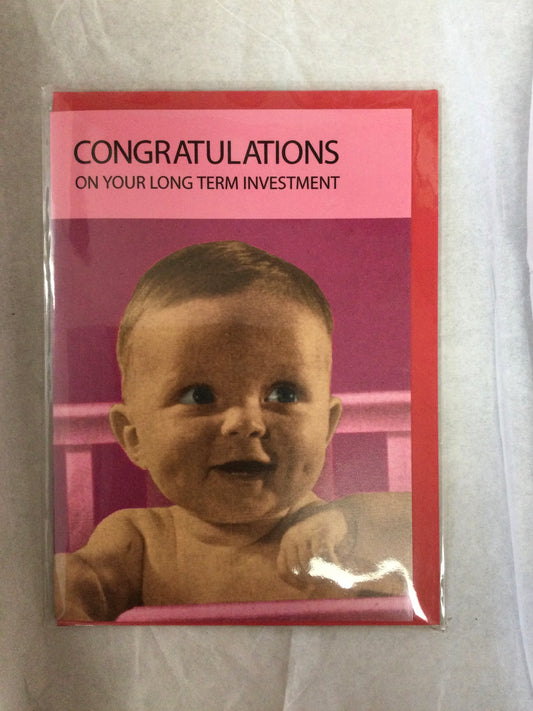 CONGRATULATIONS
ON YOUR LONG TERM INVESTMENT